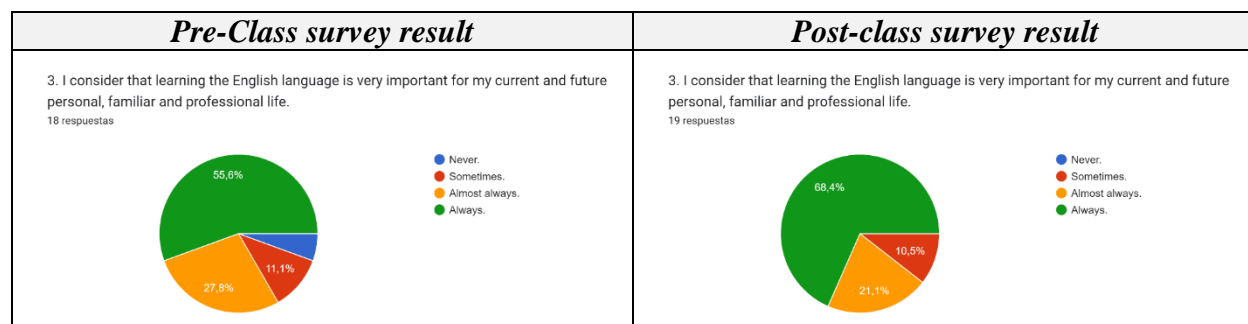 Pre-Class survey result
Post-class survey result
3. I consider that learning the English language is very important for my current and future
personal, familiar and professional life.
18 respuestas
55,6%
11,1%
27,8%
Never.
Sometimes.
Almost always.
Always.
3. I consider that learning the English language is very important for my current and future
personal, familiar and professional life.
19 respuestas
68,4%
10,5%
21,1%
Never.
Sometimes.
Almost always.
Always.